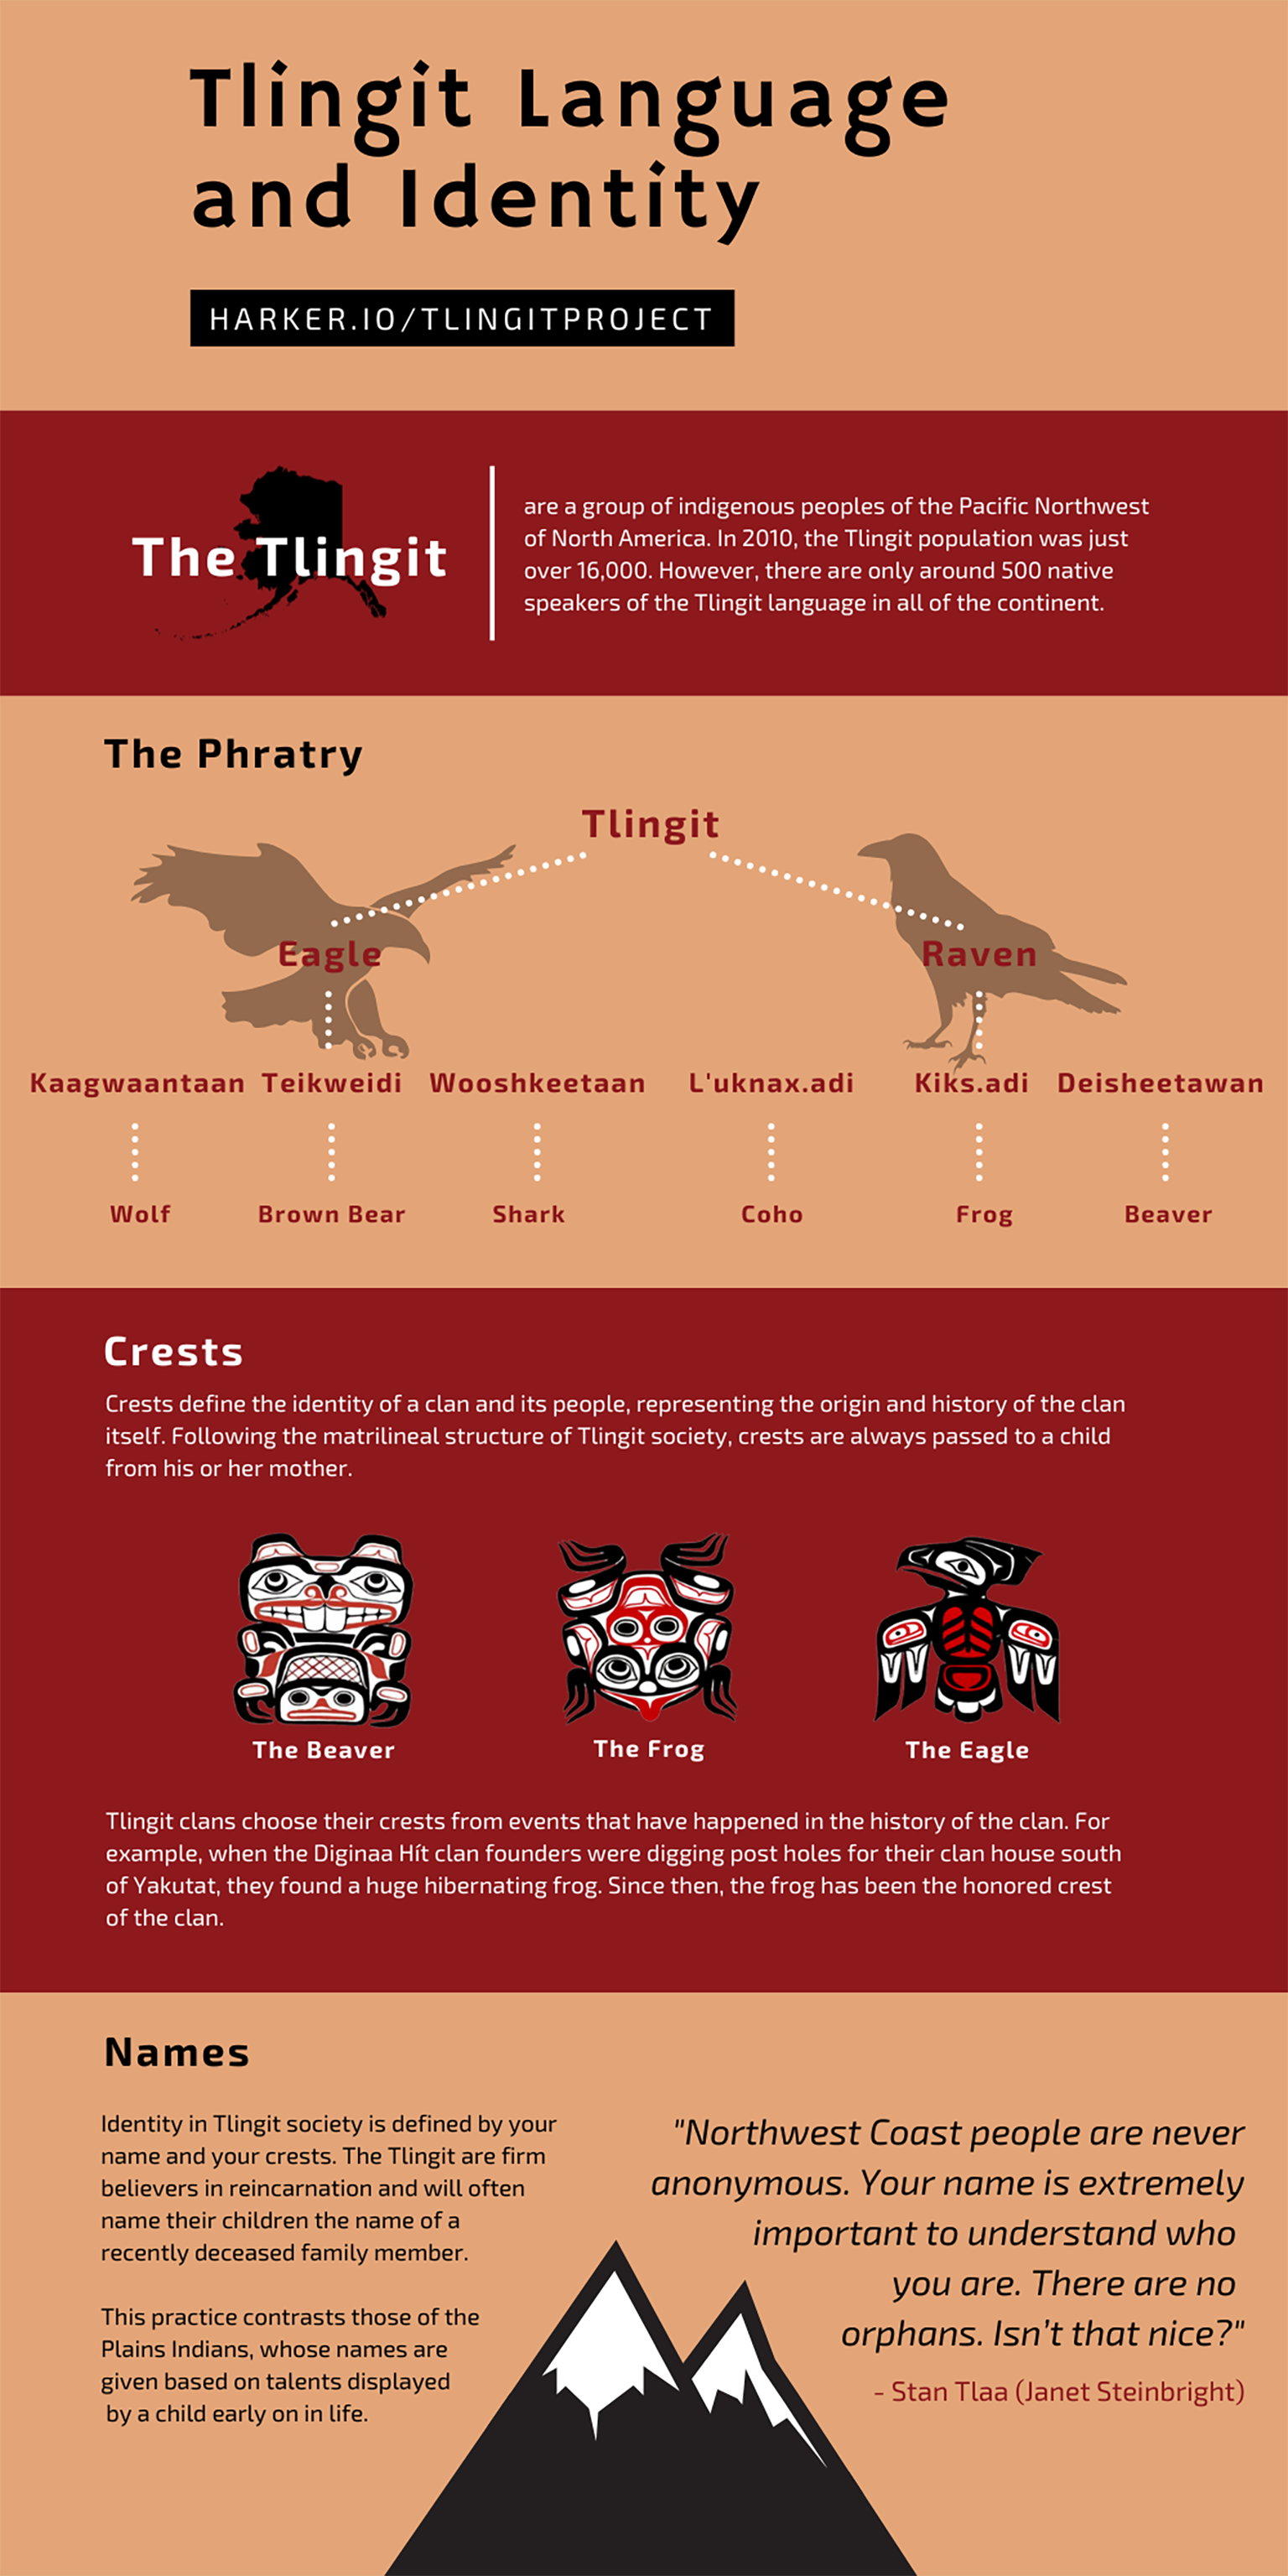 Tlingit Language
and Identity
HARKER.IO/TLINGITPROJECT
The Tlingit
are a group of indigenous peoples of the Pacific Northwest
of North America. In 2010, the Tlingit population was just
over 16,000. However, there are only around 500 native
speakers of the Tlingit language in all of the continent.
The Phratry
Tlingit
Eagle Raven
Kaagwaantaan Teikweidi Wooshkeetaan L'uknax.adi Kiks.adi Deisheetawan
Wolf Brown Bear Shark Coho Frog Beaver
Crests
Crests define the identity of a clan and its people, representing the origin and history of the clan
itself. Following the matrilineal structure of Tlingit society, crests are always passed to a child
from his or her mother.
The Beaver The Frog The Eagle
Tlingit clans choose their crests from events that have happened in the history of the clan. For
example, when the Diginaa Hít clan founders were digging post holes for their clan house south
of Yakutat, they found a huge hibernating frog. Since then, the frog has been the honored crest
of the clan.
Names
Identity in Tlingit society is defined by your
name and your crests. The Tlingit are firm
believers in reincarnation and will often
name their children the name of a
recently deceased family member.
This practice contrasts those of the
Plains Indians, whose names are
given based on talents displayed
by a child early on in life.
"Northwest Coast people are never
anonymous. Your name is extremely
important to understand who
you are. There are no
orphans. Isn't that nice?"
- Stan Tlaa (Janet Steinbright)